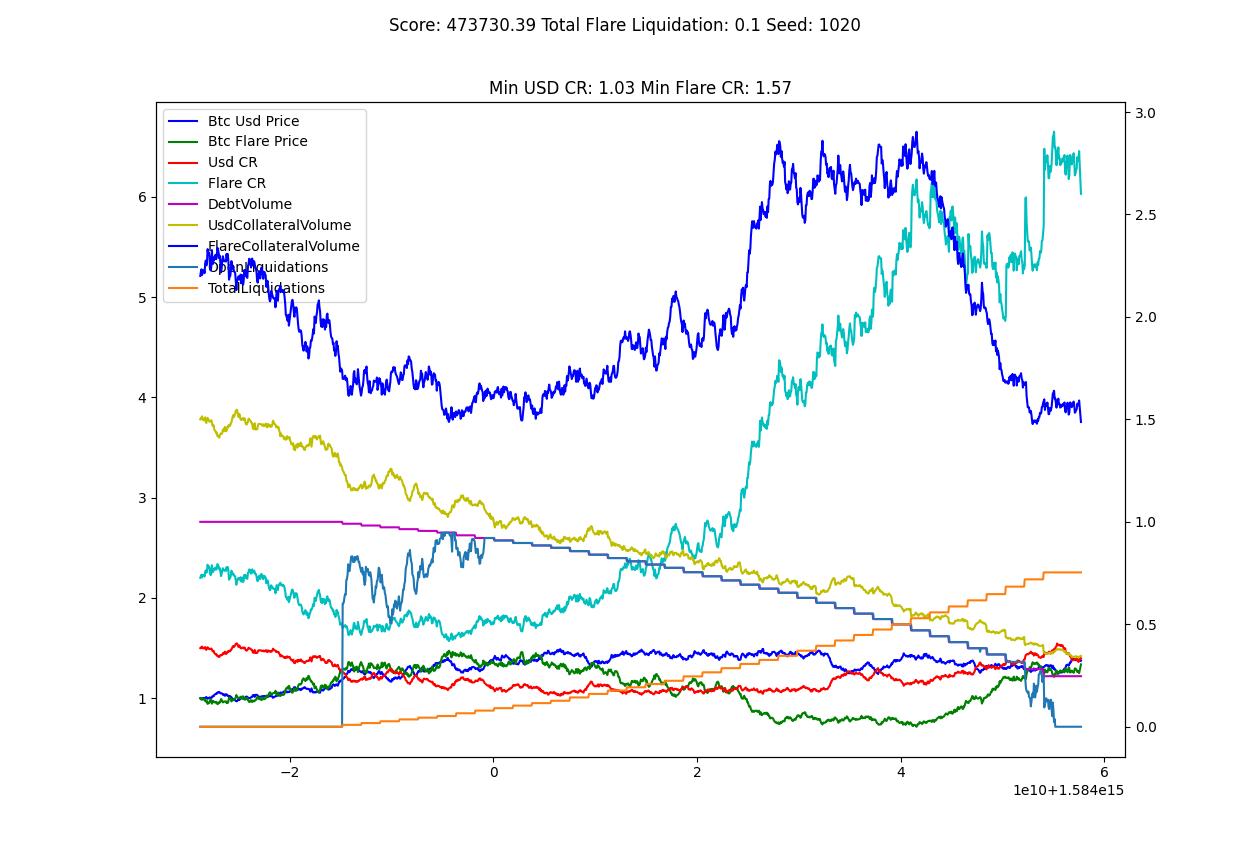 Score: 473730.39 Total Flare Liquidation: 0.1 Seed: 1020
Min USD CR: 1.03 Min Flare CR: 1.57
Btc Usd Price
Btc Flare Price
Usd CR
Flare CR
DebtVolume
UsdCollateralVolume
FlareCollateralVolume
OpenLiquidations
TotalLiquidations
6
5
4
3
2
1
3.0
2.5
2.0
1.5
1.0
0.5
0.0
−2
0
2
4
6
1e10+1.584e15